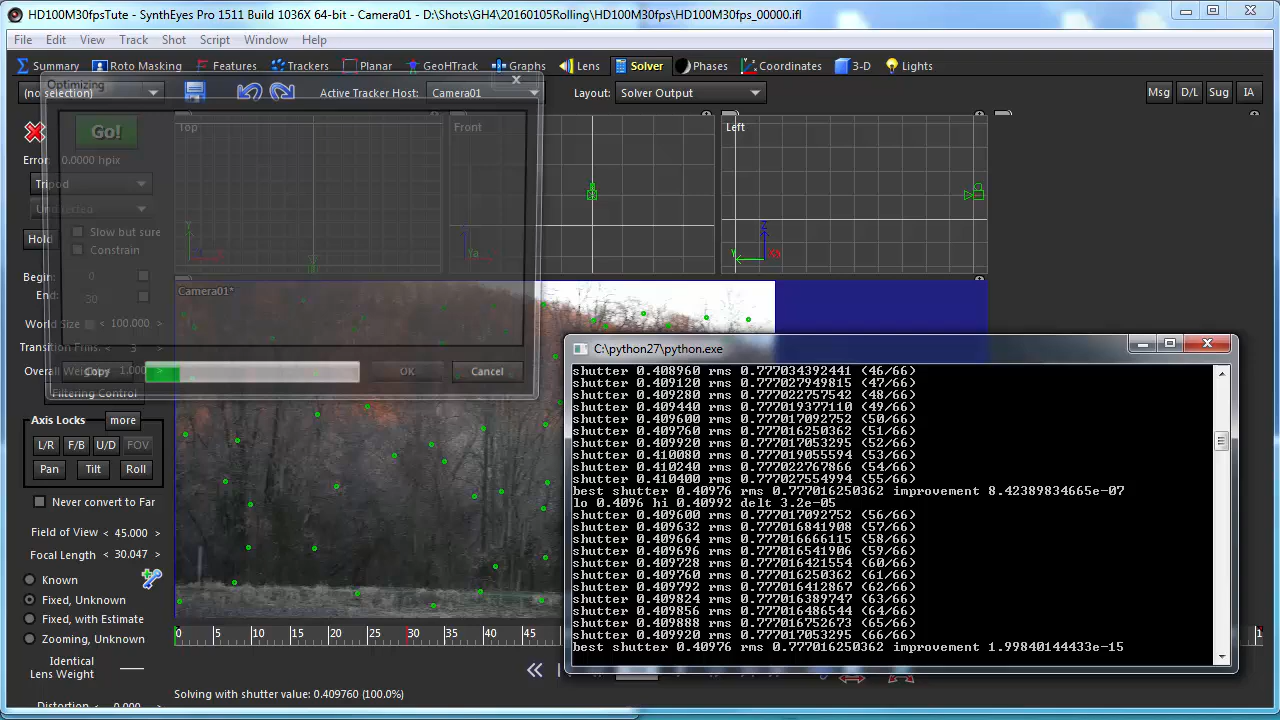 HD100M30fpsTute - SynthEyes Pro 1511 Build 1036X 64-bit - Camera01 - D:\Shots\GH4\20160105Rolling\HD100M30fps\HD100M30fps_00000.ifl
File Edit View Track Shot Script Window Help
Summary Roto Masking Features Trackers Planar GeoHTrack Graphs Lens Solver Phases Coordinates 3-D Lights
Optimizing
(no selection) Active Tracker Host: Camera01 Layout: Solver Output Msg D/L Sug IA
Go! Top Front Left
Error: 0.0000 hpix
Tripod
Undirected
Hold
Slow but sure
Constrain
Begin: 0
End: 30
World Size < 100.000 >
Transition Frms. < 3 >
Overall Weight < 1.000 >
Copy OK Cancel
Filtering Control
Axis Locks more
L/R F/B U/D FOV
Pan Tilt Roll
Never convert to Far
Field of View < 45.000 >
Focal Length < 30.047 >
Known
Fixed, Unknown
Fixed, with Estimate
Zooming, Unknown
Identical
Lens Weight
Distortion < 0.000 >
Camera01*
0 5 10 15 20 25 30 35 40 45 50
Solving with shutter value: 0.409760 (100.0%)
C:\python27\python.exe
shutter 0.408960 rms 0.777034392441 (46/66)
shutter 0.409120 rms 0.777027949815 (47/66)
shutter 0.409280 rms 0.777022757542 (48/66)
shutter 0.409440 rms 0.777019377110 (49/66)
shutter 0.409600 rms 0.777017092752 (50/66)
shutter 0.409760 rms 0.777016250362 (51/66)
shutter 0.409920 rms 0.777017053295 (52/66)
shutter 0.410080 rms 0.777019055594 (53/66)
shutter 0.410240 rms 0.777022767866 (54/66)
shutter 0.410400 rms 0.777027554994 (55/66)
best shutter 0.40976 rms 0.777016250362 improvement 8.42389834665e-07
lo 0.4096 hi 0.40992 delt 3.2e-05
shutter 0.409600 rms 0.777017092752 (56/66)
shutter 0.409632 rms 0.777016841908 (57/66)
shutter 0.409664 rms 0.777016666115 (58/66)
shutter 0.409696 rms 0.777016541906 (59/66)
shutter 0.409728 rms 0.777016421554 (60/66)
shutter 0.409760 rms 0.777016250362 (61/66)
shutter 0.409792 rms 0.777016412861 (62/66)
shutter 0.409824 rms 0.777016389747 (63/66)
shutter 0.409856 rms 0.777016486544 (64/66)
shutter 0.409888 rms 0.777016752673 (65/66)
shutter 0.409920 rms 0.777017053295 (66/66)
best shutter 0.40976 rms 0.777016250362 improvement 1.99840144433e-15